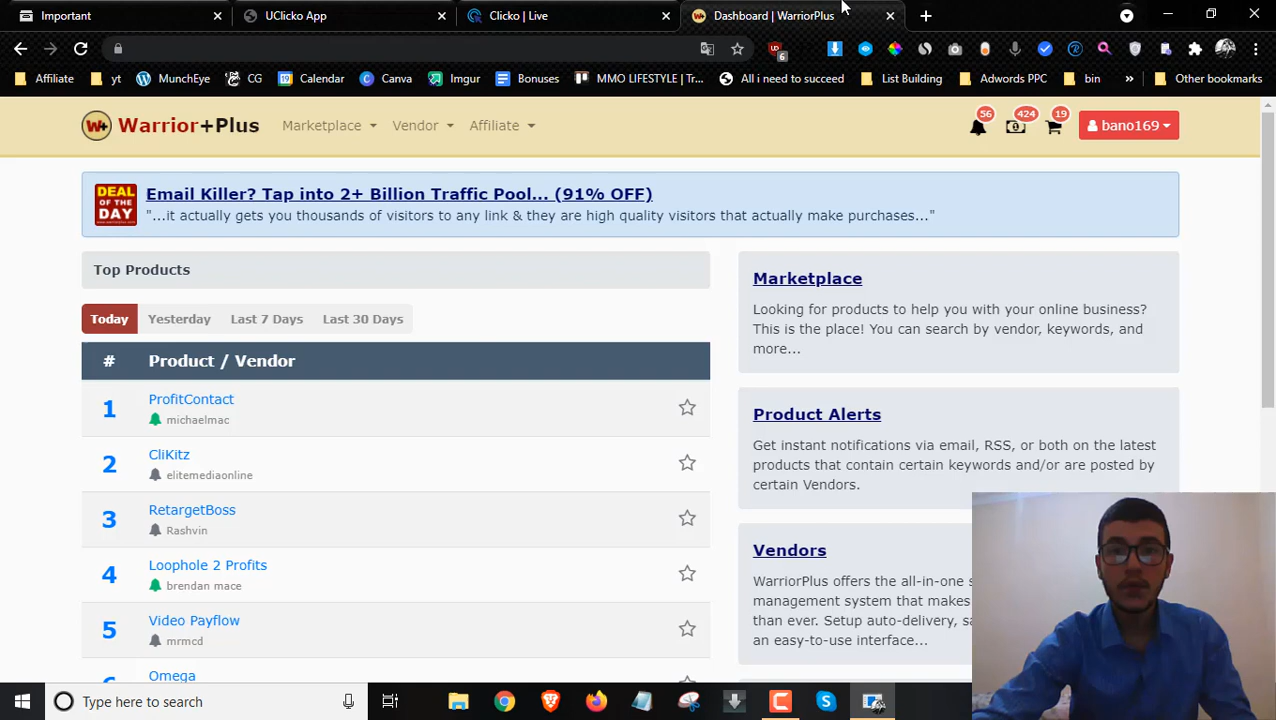 Important
UClicko App
Clicko | Live
Dashboard | WarriorPlus
6
Affiliate
yt
MunchEye
CG
Calendar
Canva
Imgur
Bonuses
MMO LIFESTYLE | Tr...
All i need to succeed
List Building
Adwords PPC
bin
»
Other bookmarks
W+ Warrior+Plus
Marketplace
Vendor
Affiliate
56
424
19
bano169
DEAL OF THE DAY
Email Killer? Tap into 2+ Billion Traffic Pool... (91% OFF)
"...it actually gets you thousands of visitors to any link & they are high quality visitors that actually make purchases..."
Top Products
Today
Yesterday
Last 7 Days
Last 30 Days
# Product / Vendor
1 ProfitContact
michaelmac
2 CliKitz
elitemediaonline
3 RetargetBoss
Rashvin
4 Loophole 2 Profits
brendan mace
5 Video Payflow
mrmcd
Omega
Marketplace
Looking for products to help you with your online business?
This is the place! You can search by vendor, keywords, and
more...
Product Alerts
Get instant notifications via email, RSS, or both on the latest
products that contain certain keywords and/or are posted by
certain Vendors.
Vendors
WarriorPlus offers the all-in-one
management system that makes
than ever. Setup auto-delivery,
an easy-to-use interface...
Type here to search